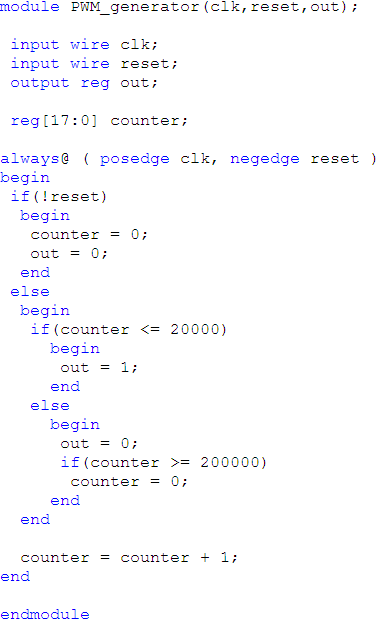 module PWM_generator(clk,reset,out);
input wire clk;
input wire reset;
output reg out;
reg[17:0] counter;
always@ ( posedge clk, negedge reset )
begin
if(!reset)
begin
counter = 0;
out = 0;
end
else
begin
if(counter <= 20000)
begin
out = 1;
end
else
begin
out = 0;
if(counter >= 200000)
counter = 0;
end
end
counter = counter + 1;
end
endmodule